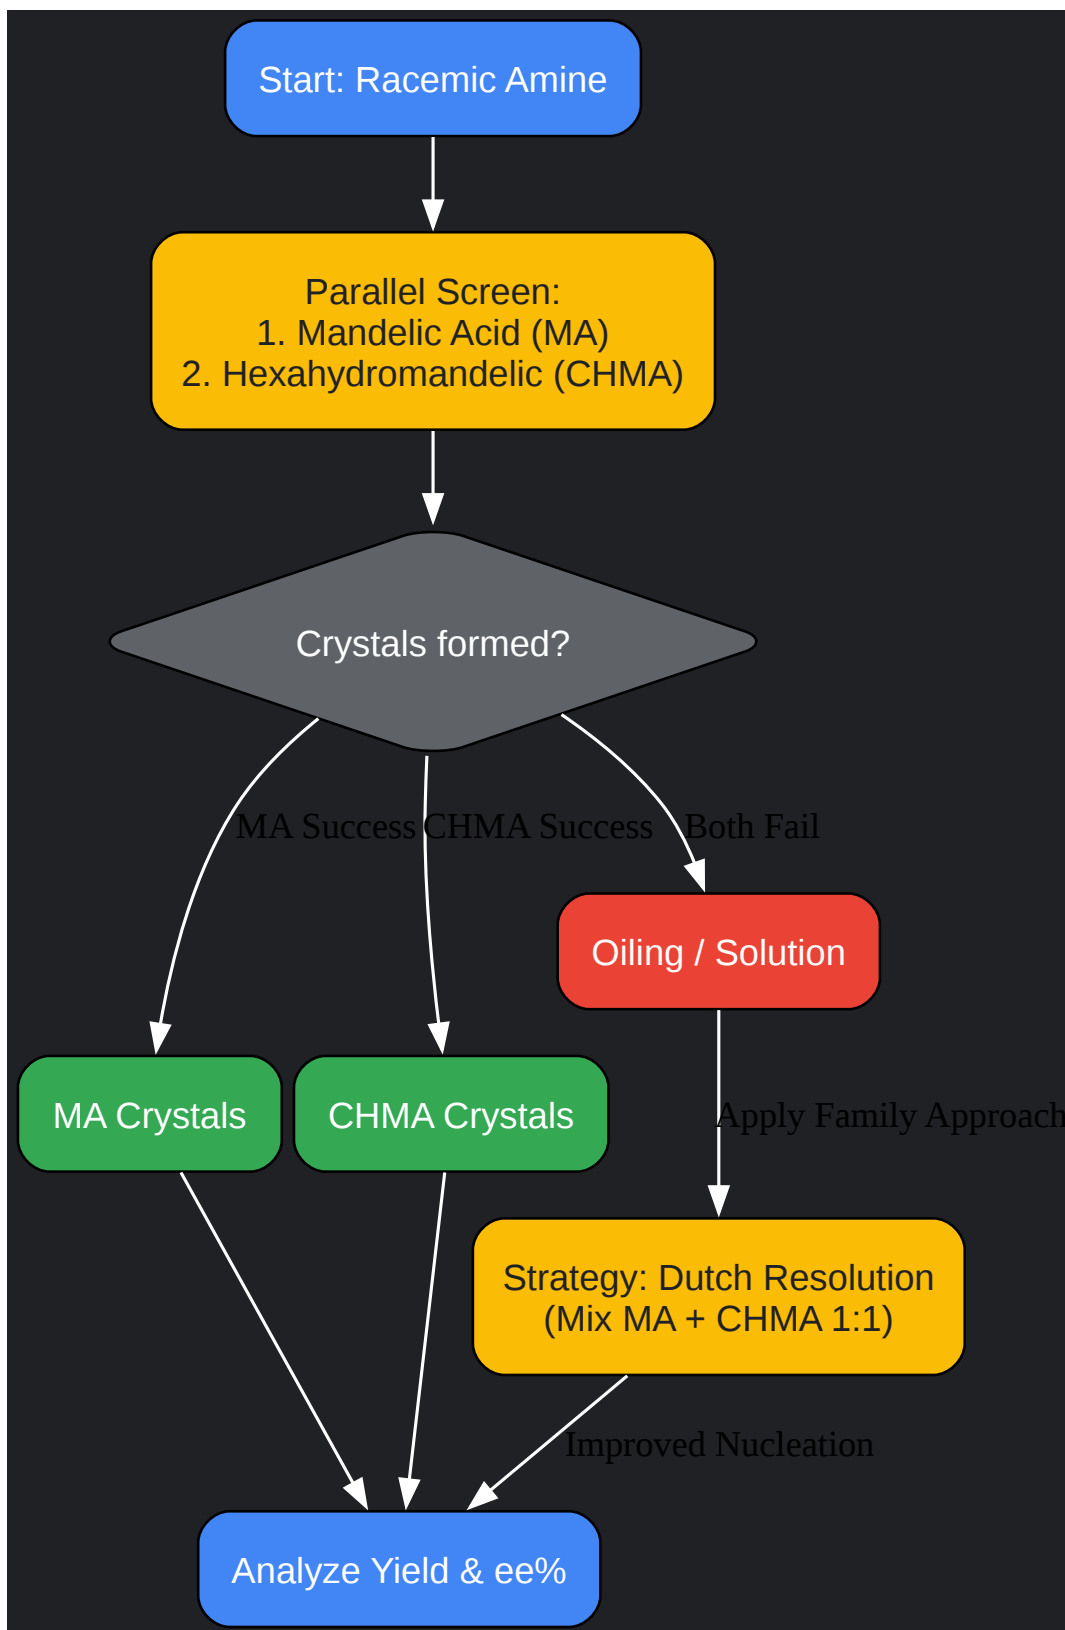 Start: Racemic Amine
Parallel Screen:
1. Mandelic Acid (MA)
2. Hexahydromandelic (CHMA)
Crystals formed?
MA Success
CHMA Success
Both Fail
Oiling / Solution
MA Crystals
CHMA Crystals
Apply Family Approach
Strategy: Dutch Resolution
(Mix MA + CHMA 1:1)
Improved Nucleation
Analyze Yield & ee%